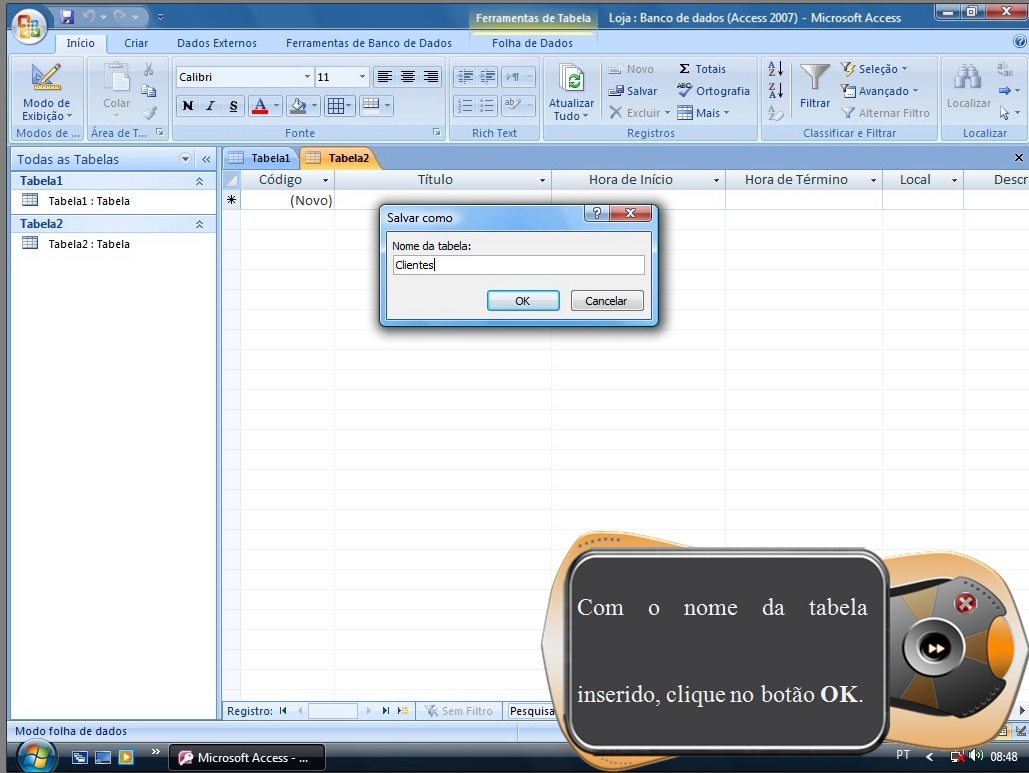 Ferramentas de Tabela Loja : Banco de dados (Access 2007) - Microsoft Access
Início Criar Dados Externos Ferramentas de Banco de Dados Folha de Dados
Modo de Exibição
Modos de ...
Colar
Área de T...
Calibri 11
N I S A
Fonte
Rich Text
Atualizar Tudo
Novo
Salvar
Excluir
Σ Totais
Ortografia
Mais
Registros
Filtrar
Seleção
Avançado
Alternar Filtro
Classificar e Filtrar
Localizar
Localizar
Todas as Tabelas
Tabela1
Tabela1 : Tabela
Tabela2
Tabela2 : Tabela
Tabela1 Tabela2
Código Título Hora de Início Hora de Término Local Descr
(Novo)
Salvar como
Nome da tabela:
Clientes
OK Cancelar
Com o nome da tabela
inserido, clique no botão OK.
Registro: Sem Filtro Pesquisa
Modo folha de dados
Microsoft Access - ...
PT 08:48